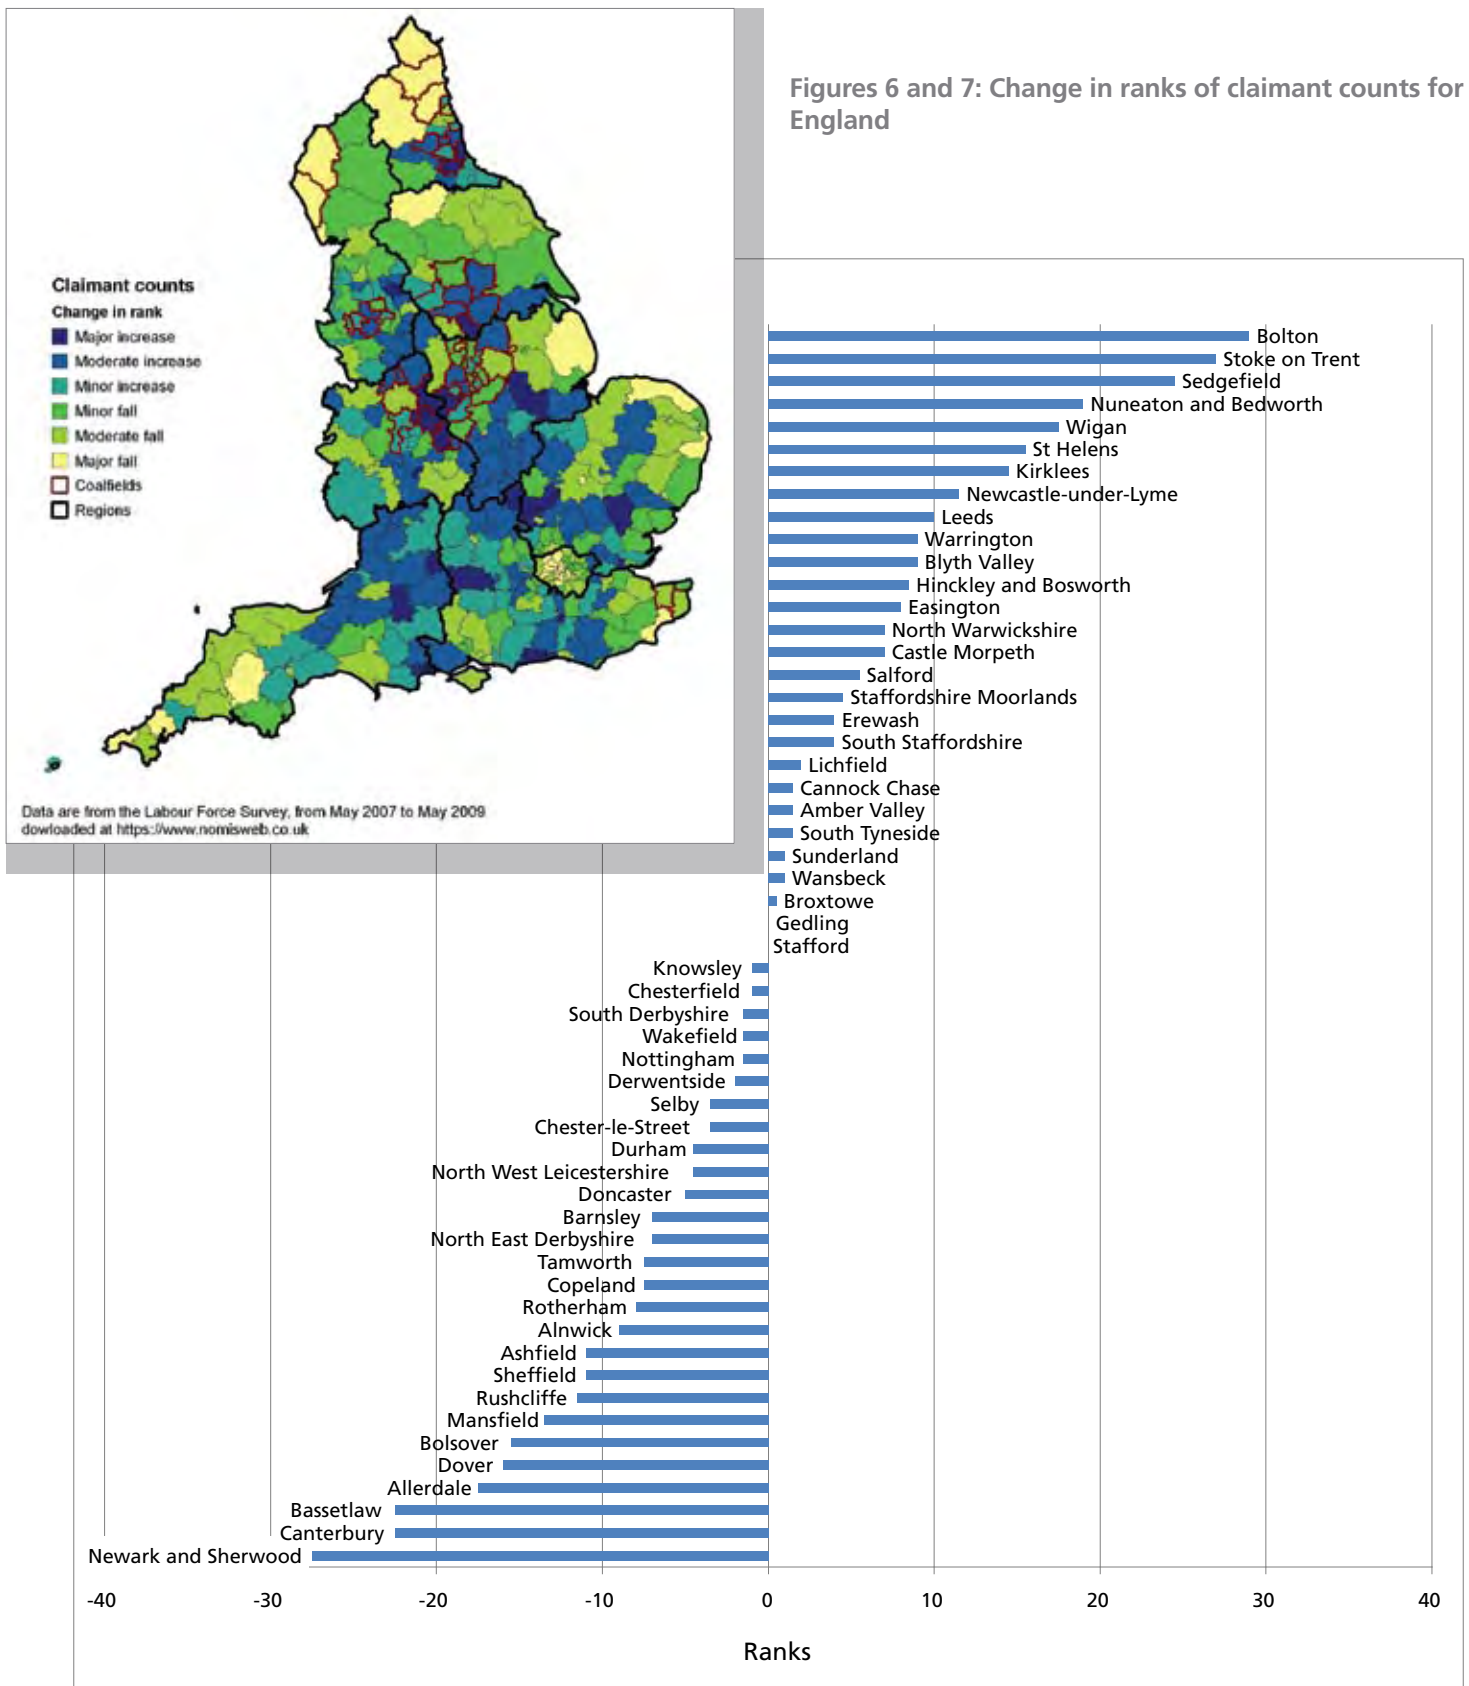 Figures 6 and 7: Change in ranks of claimant counts for
England
Claimant counts
Change in rank
Major increase
Moderate increase
Minor increase
Minor fall
Moderate fall
Major fall
Coalfields
Regions
Data are from the Labour Force Survey, from May 2007 to May 2009
dowloaded at https://www.nomisweb.co.uk
Bolton
Stoke on Trent
Sedgefield
Nuneaton and Bedworth
Wigan
St Helens
Kirklees
Newcastle-under-Lyme
Leeds
Warrington
Blyth Valley
Hinckley and Bosworth
Easington
North Warwickshire
Castle Morpeth
Salford
Staffordshire Moorlands
Erewash
South Staffordshire
Lichfield
Cannock Chase
Amber Valley
South Tyneside
Sunderland
Wansbeck
Broxtowe
Gedling
Stafford
Knowsley
Chesterfield
South Derbyshire
Wakefield
Nottingham
Derwentside
Selby
Chester-le-Street
Durham
North West Leicestershire
Doncaster
Barnsley
North East Derbyshire
Tamworth
Copeland
Rotherham
Alnwick
Ashfield
Sheffield
Rushcliffe
Mansfield
Bolsover
Dover
Allerdale
Bassetlaw
Canterbury
Newark and Sherwood
-40 -30 -20 -10 0 10 20 30 40
Ranks